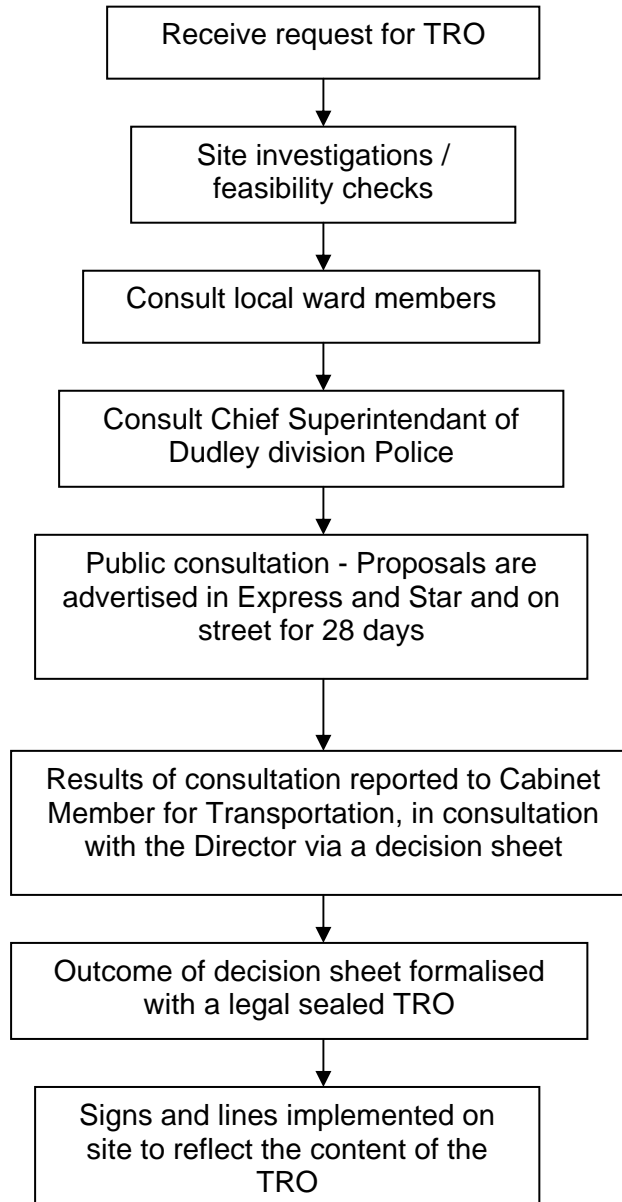 Receive request for TRO
Site investigations /
feasibility checks
Consult local ward members
Consult Chief Superintendant of
Dudley division Police
Public consultation - Proposals are
advertised in Express and Star and on
street for 28 days
Results of consultation reported to Cabinet
Member for Transportation, in consultation
with the Director via a decision sheet
Outcome of decision sheet formalised
with a legal sealed TRO
Signs and lines implemented on
site to reflect the content of the
TRO